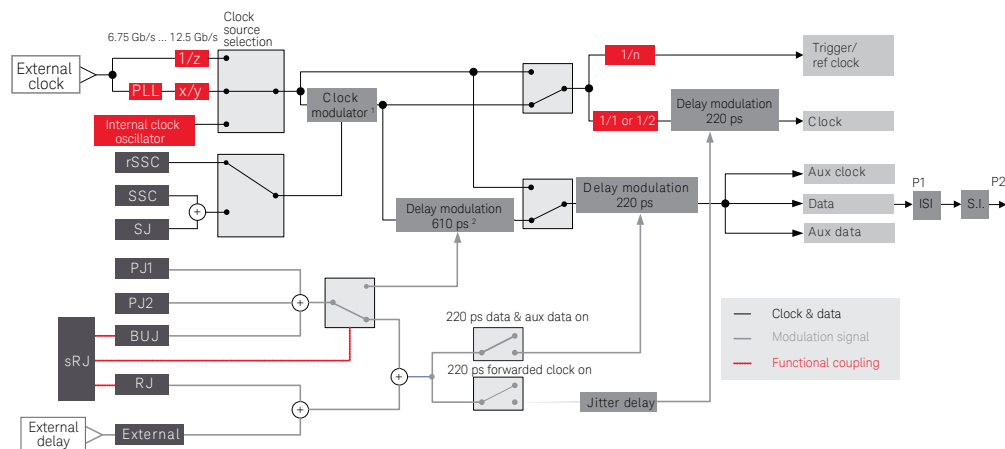 Clock
source
selection
6.75 Gb/s ... 12.5 Gb/s
External
clock
1/z
PLL
x/y
Internal clock
oscillator
Clock
modulator 1
1/n
1/1 or 1/2
Delay modulation
220 ps
Trigger/
ref clock
Clock
rSSC
SSC
SJ
Delay modulation
610 ps 2
Delay modulation
220 ps
Aux clock
Data
Aux data
P1
ISI
S.I.
P2
PJ1
PJ2
BUJ
sRJ
RJ
External
delay
External
220 ps data & aux data on
220 ps forwarded clock on
Jitter delay
Clock & data
Modulation signal
Functional coupling